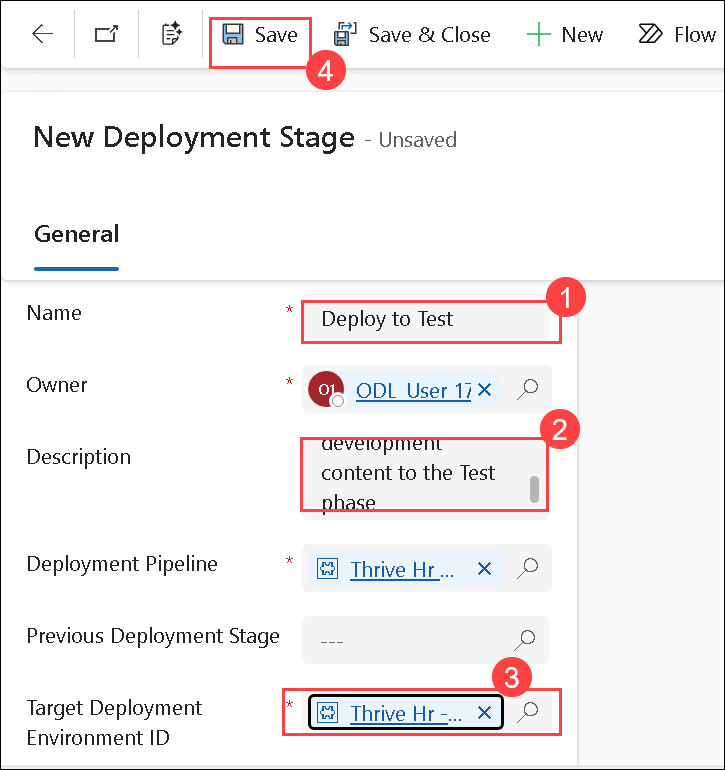 Save
Save & Close
New
Flow
4
New Deployment Stage - Unsaved
General
1
Name * Deploy to Test
Owner * O1 ODL_User 17
2
Description
development
content to the Test
phase
Deployment Pipeline * Thrive Hr ...
Previous Deployment Stage ---
3
Target Deployment
Environment ID * Thrive Hr -...